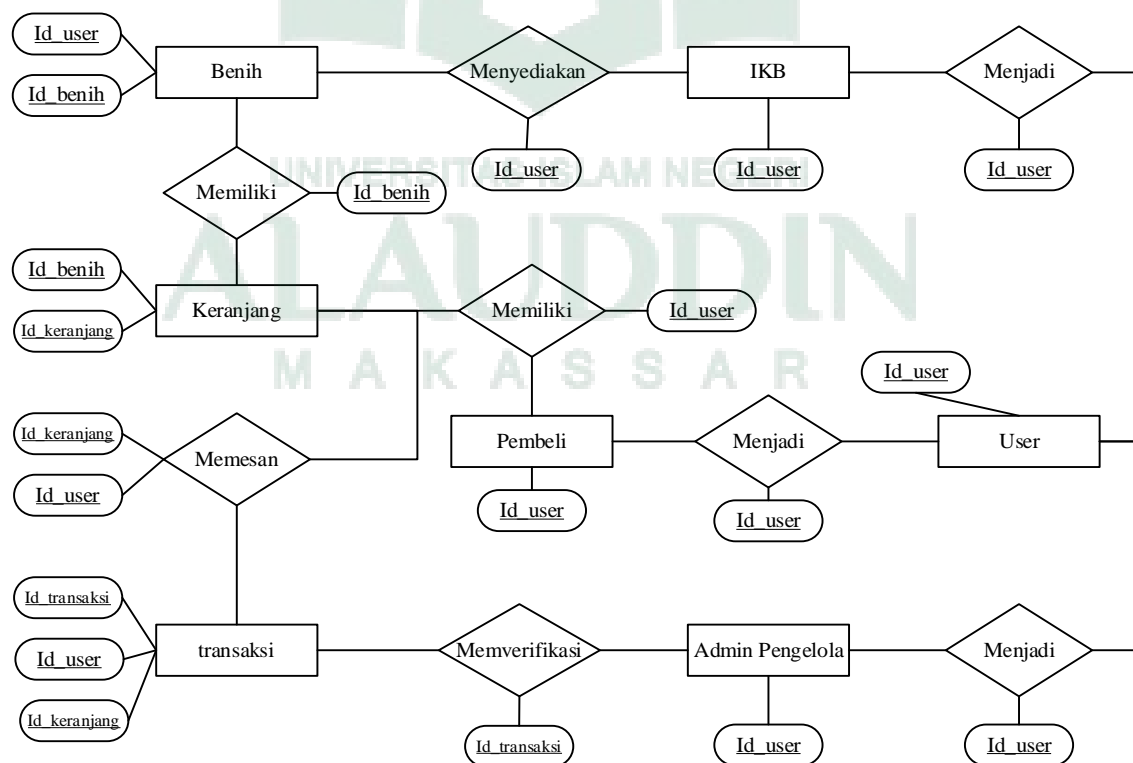 Id_user
Benih
Menyediakan
IKB
Menjadi
Id_benih
Id_user
Id_user
Id_user
UNIVERSITAS ISLAM NEGERI
Memiliki
Id_benih
ALAUDDIN
Id_benih
Keranjang
Memiliki
Id_user
Id_keranjang
MAKASSAR
Id_user
Id_keranjang
Memesan
Pembeli
Menjadi
User
Id_user
Id_user
Id_user
Id_transaksi
transaksi
Memverifikasi
Admin Pengelola
Menjadi
Id_user
Id_keranjang
Id_transaksi
Id_user
Id_user